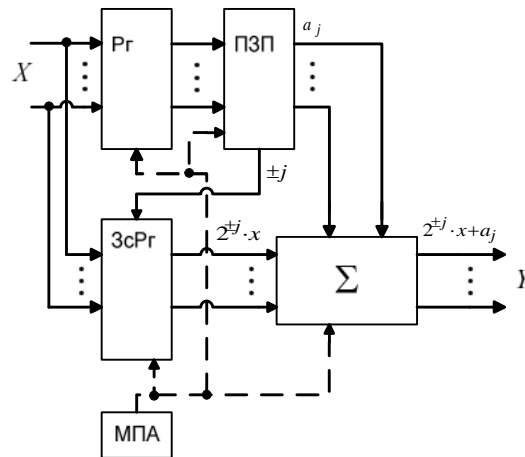 Рг
ПЗП
a_j
X
±j
ЗсРг
2^{±j}·x
2^{±j}·x+a_j
Σ
Y
МПА